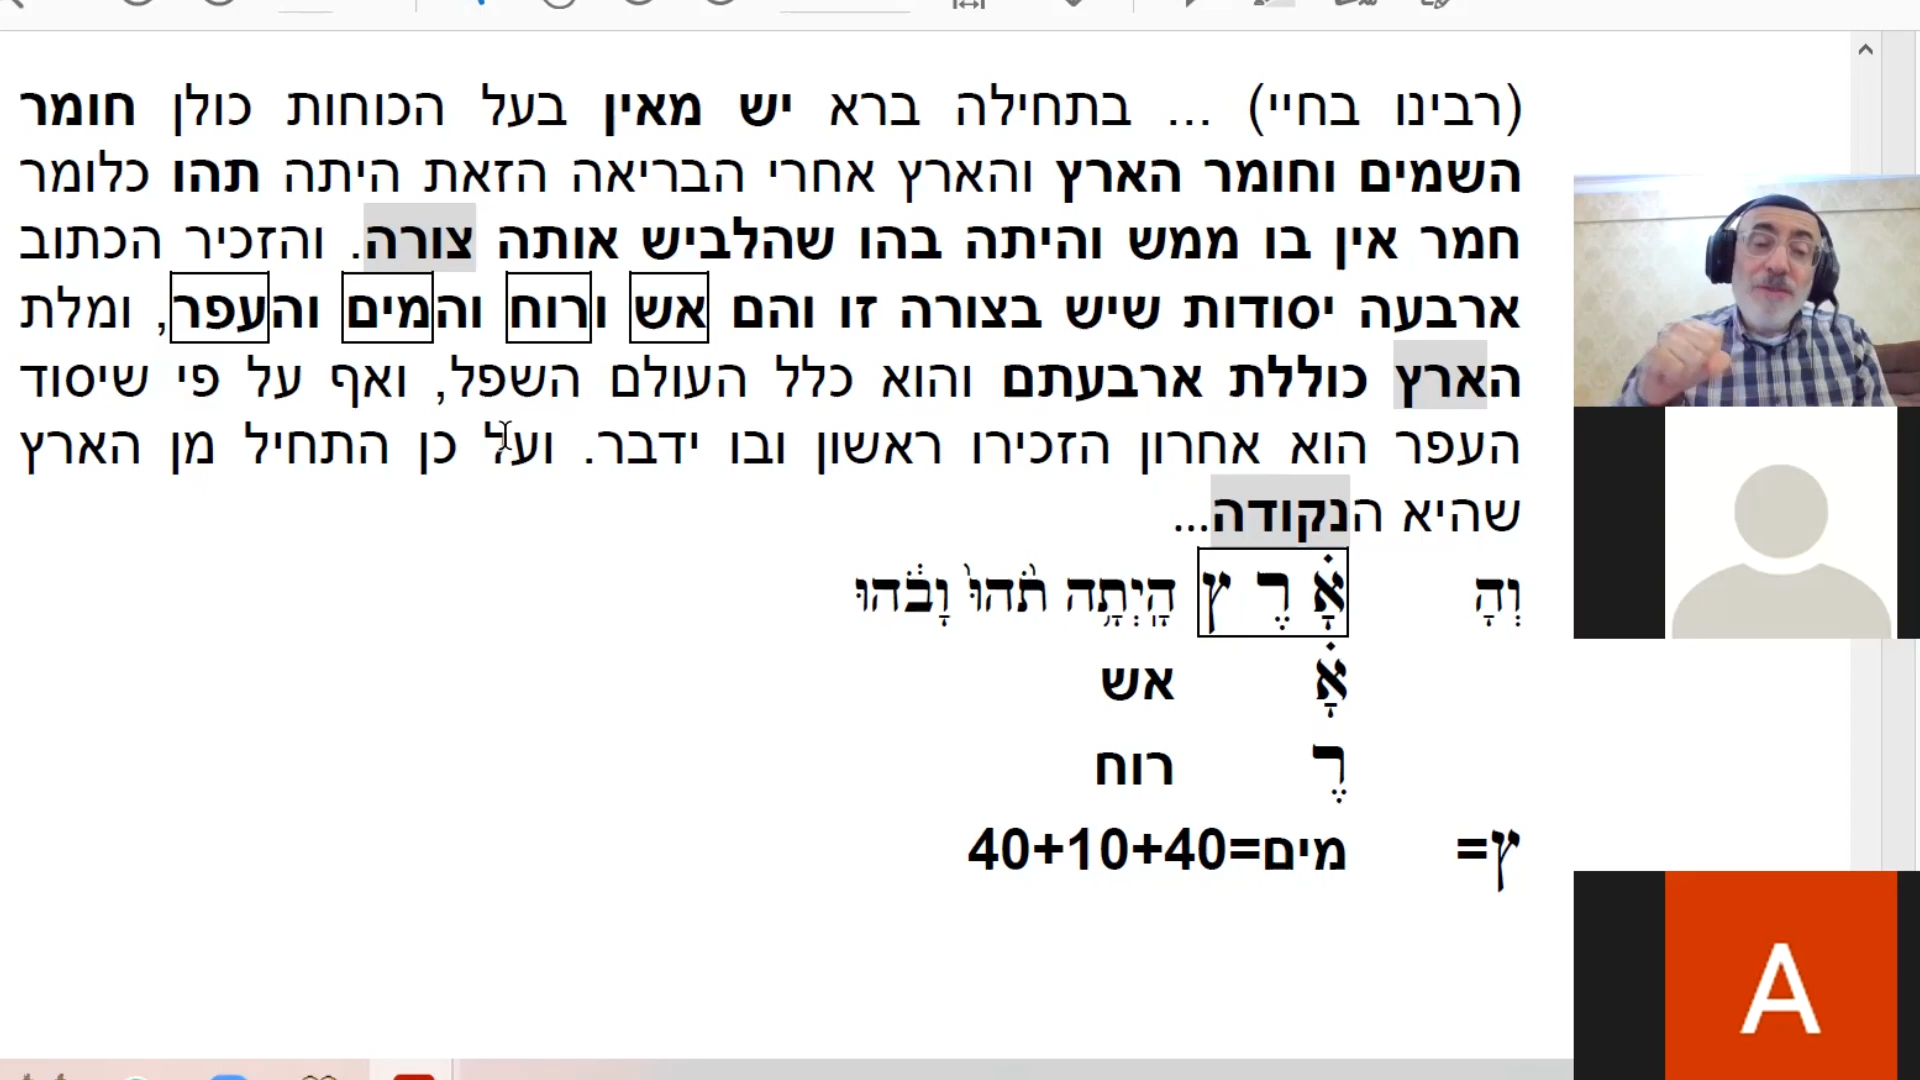 (רבינו בחיי) ... בתחילה ברא יש מאין בעל הכוחות כולן חומר
השמים וחומר הארץ והארץ אחרי הבריאה הזאת היתה תהו כלומר
חמר אין בו ממש והיתה בהו שהלביש אותה צורה. והזכיר הכתוב
ארבעה יסודות שיש בצורה זו והם אש ורוח והמים והעפר, ומלת
הארץ כוללת ארבעתם והוא כלל העולם השפל, ואף על פי שיסוד
העפר הוא אחרון הזכירו ראשון ובו ידבר. ועל כן התחיל מן הארץ
שהיא הנקודה...
וְהָ אָ֗ רֶ ץ הָיְתָ֥ה תֹ֙הוּ֙ וָבֹ֔הוּ
אָ֗ אש
רֶ רוח
ץ= מים=40+10+40
A